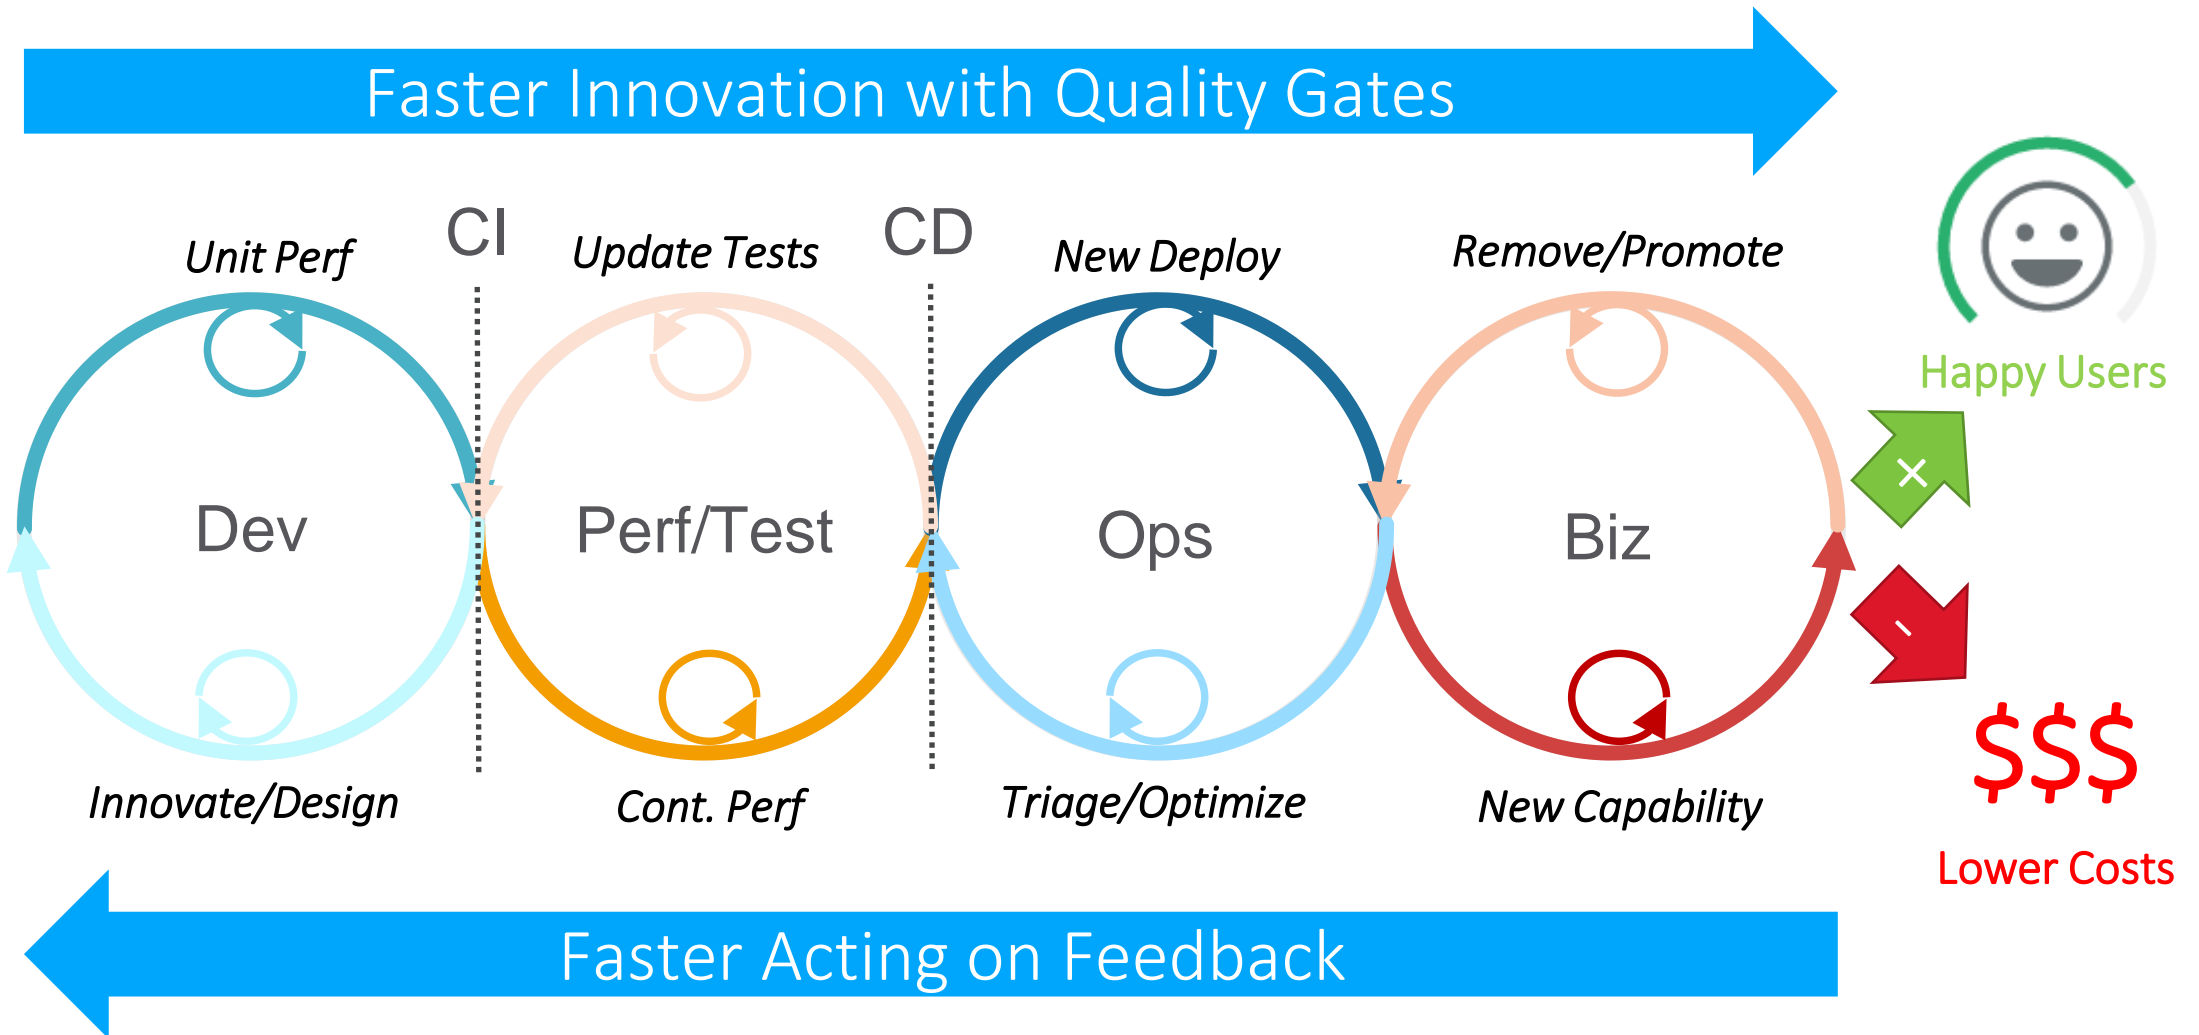 Faster Innovation with Quality Gates
CI
CD
Unit Perf
Update Tests
New Deploy
Remove/Promote
Happy Users
+
Dev
Perf/Test
Ops
Biz
-
$$$
Innovate/Design
Cont. Perf
Triage/Optimize
New Capability
Lower Costs
Faster Acting on Feedback